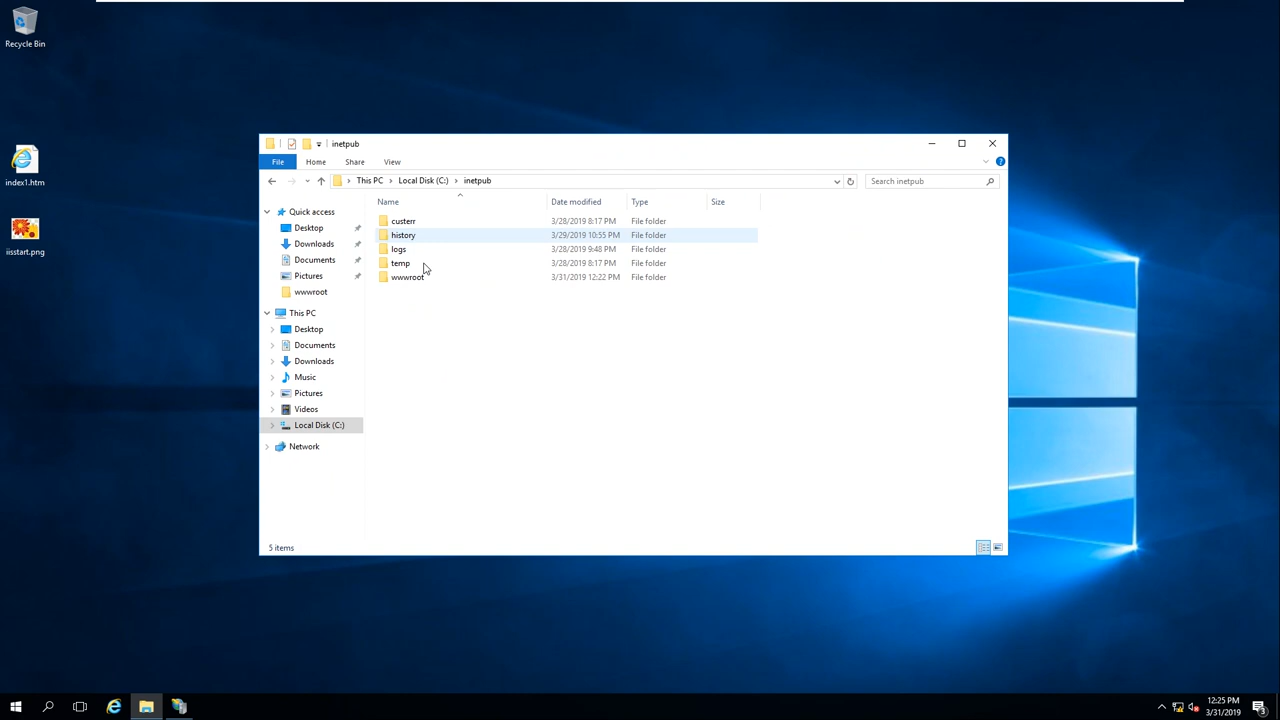 Recycle Bin
index1.htm
iisstart.png
inetpub
File Home Share View
This PC Local Disk (C:) inetpub
Search inetpub
Quick access
Desktop
Downloads
Documents
Pictures
wwwroot
This PC
Desktop
Documents
Downloads
Music
Pictures
Videos
Local Disk (C:)
Network
Name Date modified Type Size
custerr 3/28/2019 8:17 PM File folder
history 3/29/2019 10:55 PM File folder
logs 3/28/2019 9:48 PM File folder
temp 3/28/2019 8:17 PM File folder
wwwroot 3/31/2019 12:22 PM File folder
5 items
12:25 PM
3/31/2019
3